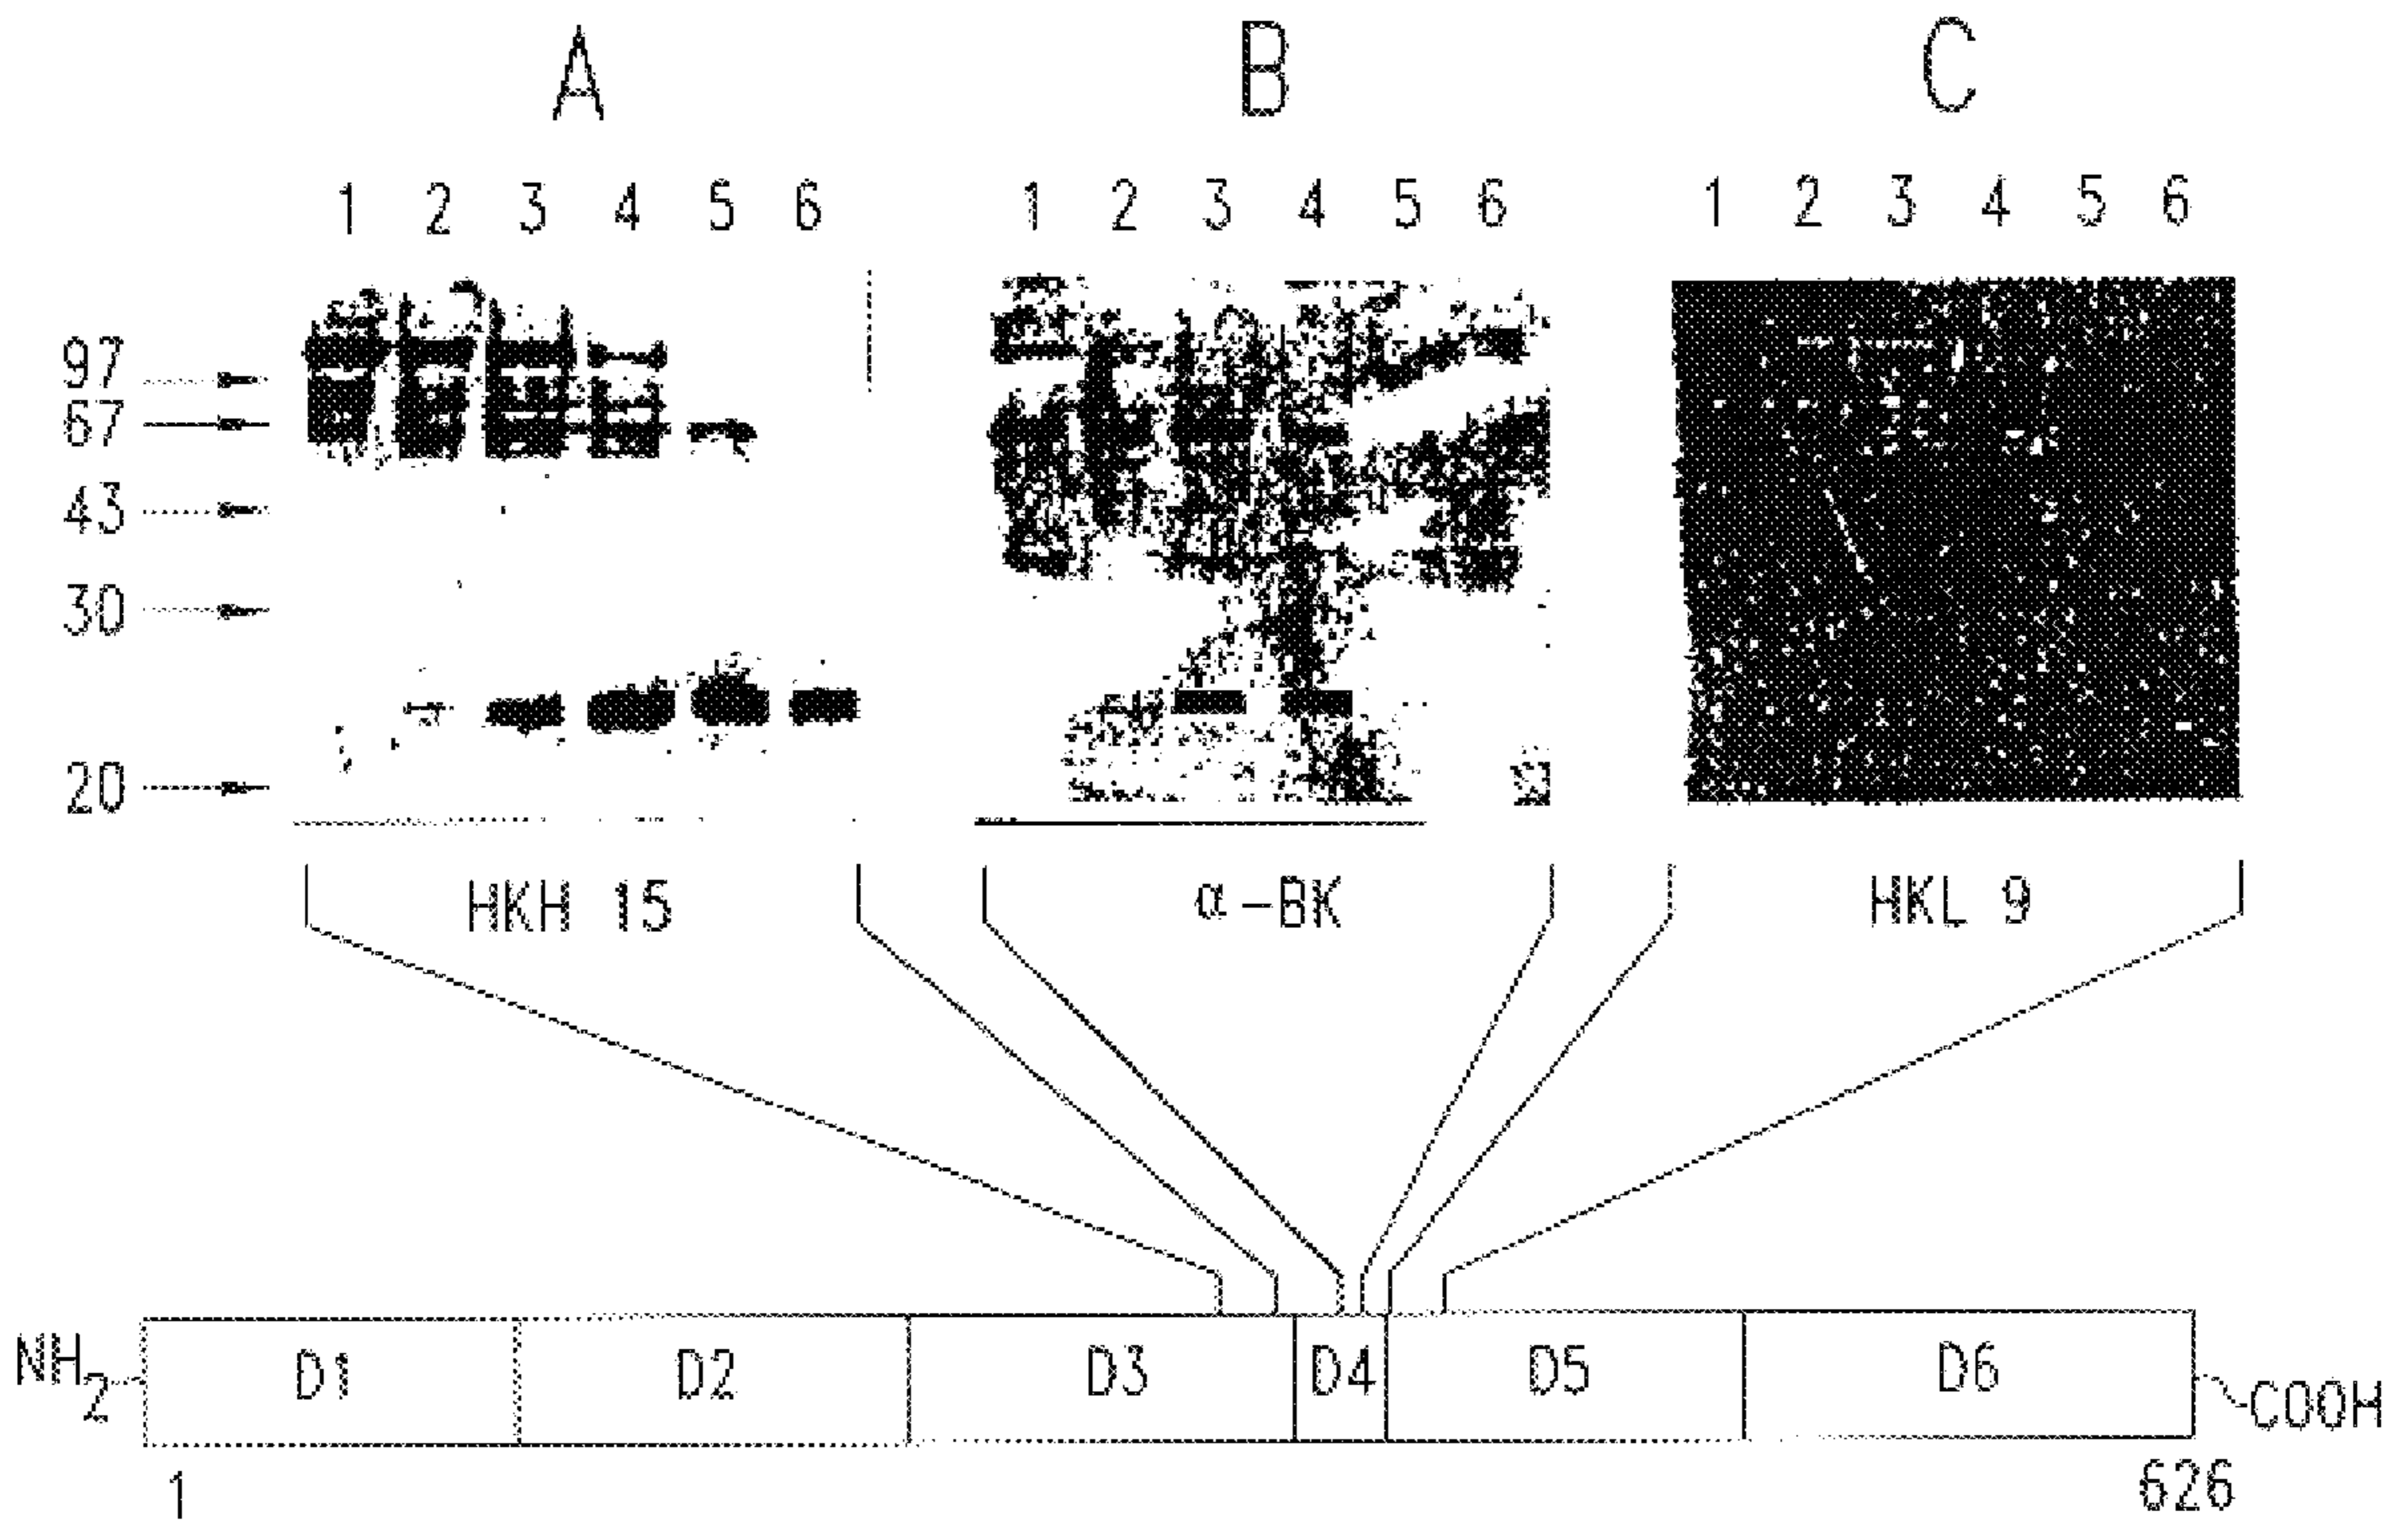 A B C
1 2 3 4 5 6 1 2 3 4 5 6 1 2 3 4 5 6
97
67
43
30
20
HKH 15 α-BK HKL 9
NH2 D1 D2 D3 D4 D5 D6 COOH
1 626